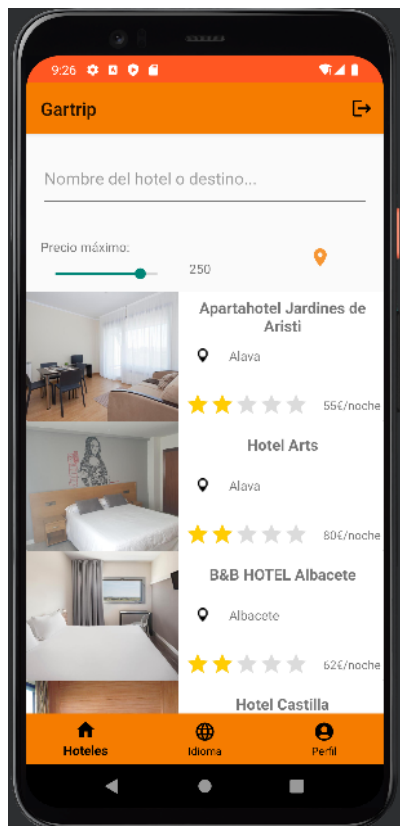 9:26
Gartrip
Nombre del hotel o destino...
Precio máximo:
250
Apartahotel Jardines de
Aristi
Alava
55€/noche
Hotel Arts
Alava
80€/noche
B&B HOTEL Albacete
Albacete
62€/noche
Hotel Castilla
Hoteles
Idioma
Perfil